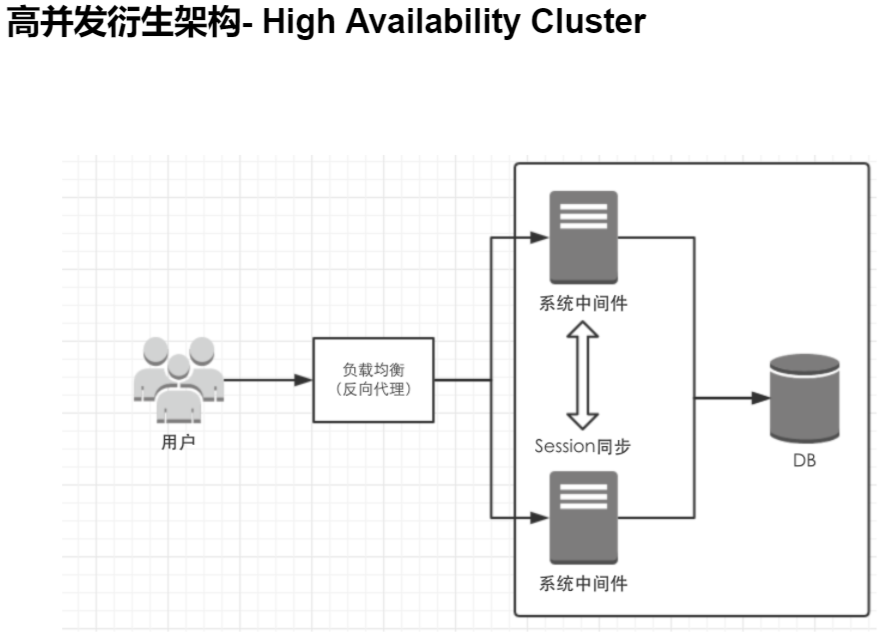 高并发衍生架构- High Availability Cluster
系统中间件
负载均衡
（反向代理）
用户
Session同步
DB
系统中间件